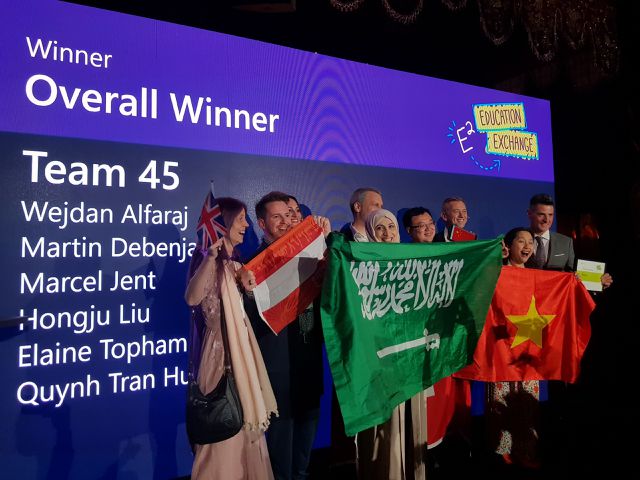 Winner
Overall Winner
Team 45
Wejdan Alfaraj
Martin Debenja
Marcel Jent
Hongju Liu
Elaine Topham
Quynh Tran Hu
E²
EDUCATION
EXCHANGE